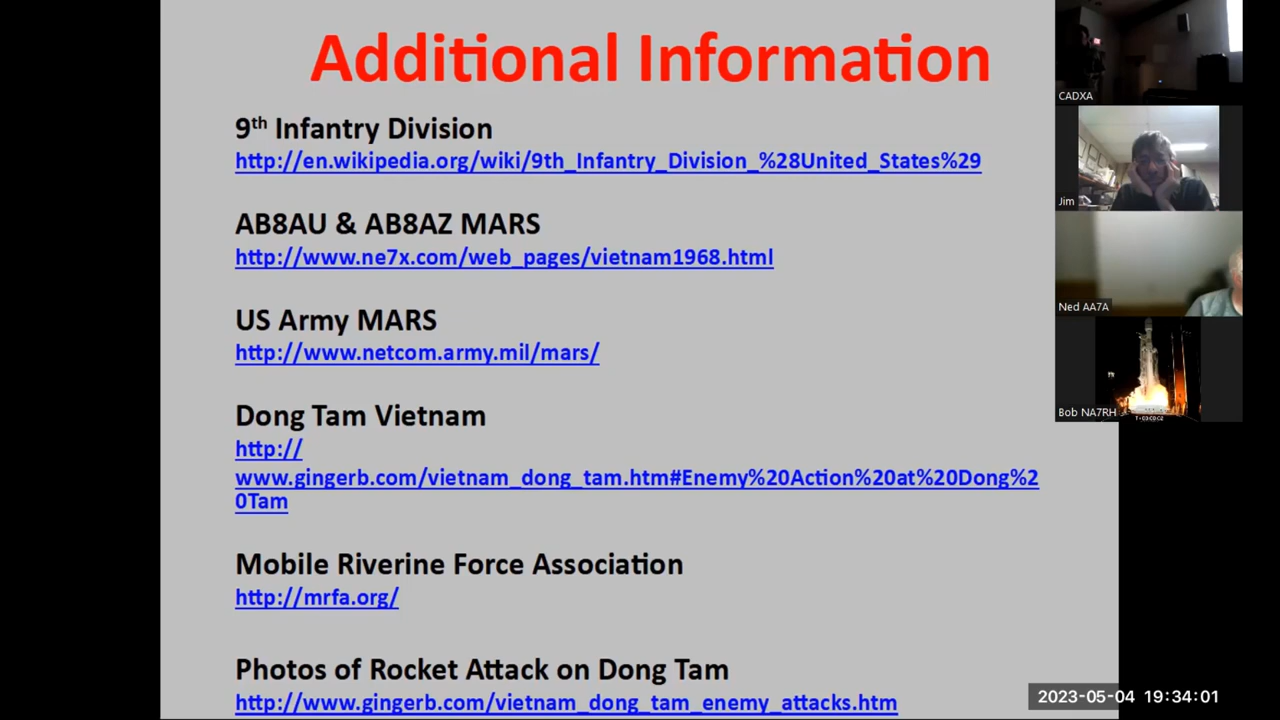 Additional Information
9th Infantry Division
http://en.wikipedia.org/wiki/9th_Infantry_Division_%28United_States%29
AB8AU & AB8AZ MARS
http://www.ne7x.com/web_pages/vietnam1968.html
US Army MARS
http://www.netcom.army.mil/mars/
Dong Tam Vietnam
http://
www.gingerb.com/vietnam_dong_tam.htm#Enemy%20Action%20at%20Dong%2
0Tam
Mobile Riverine Force Association
http://mrfa.org/
Photos of Rocket Attack on Dong Tam
http://www.gingerb.com/vietnam_dong_tam_enemy_attacks.htm
CADXA
Jim
Ned AA7A
Bob NA7RH
2023-05-04 19:34:01